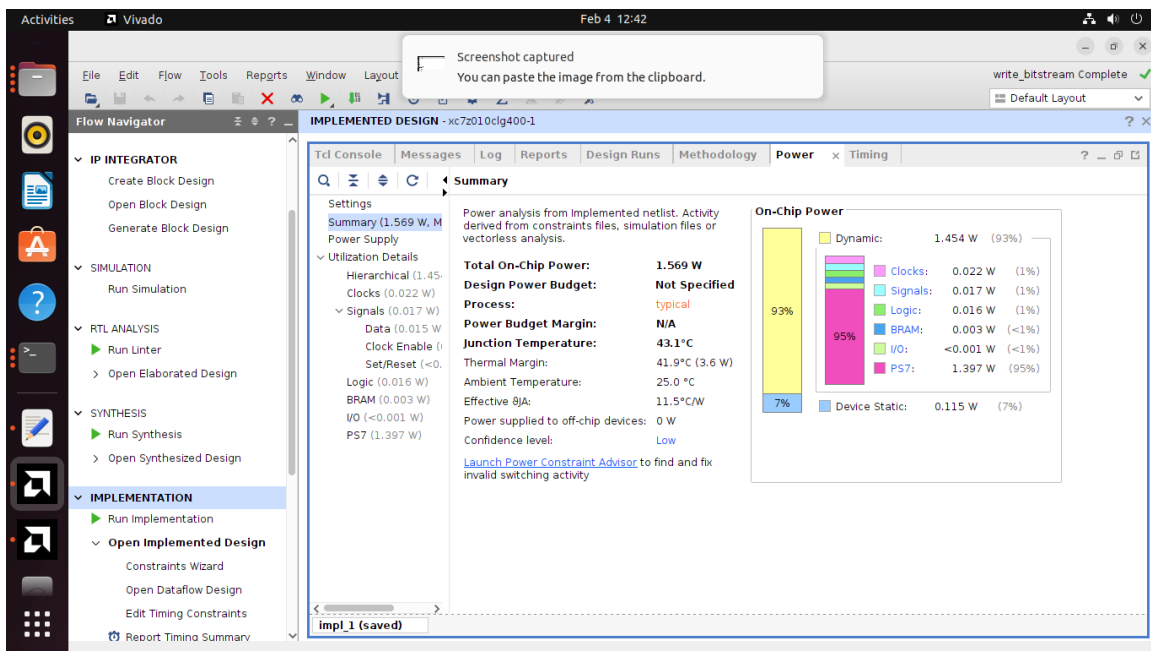 Activities Vivado Feb 4 12:42
Screenshot captured
You can paste the image from the clipboard.
File Edit Flow Tools Reports Window Layout
write_bitstream Complete
Default Layout
Flow Navigator ? _
IMPLEMENTED DESIGN - xc7z010clg400-1 ? X
IP INTEGRATOR
Create Block Design
Open Block Design
Generate Block Design
SIMULATION
Run Simulation
RTL ANALYSIS
Run Linter
Open Elaborated Design
SYNTHESIS
Run Synthesis
Open Synthesized Design
IMPLEMENTATION
Run Implementation
Open Implemented Design
Constraints Wizard
Open Dataflow Design
Edit Timing Constraints
Report Timing Summary
Tcl Console Messages Log Reports Design Runs Methodology Power x Timing ? _
Summary
Settings
Summary (1.569 W, M
Power Supply
Utilization Details
Hierarchical (1.45
Clocks (0.022 W)
Signals (0.017 W)
Data (0.015 W
Clock Enable (
Set/Reset (<0.
Logic (0.016 W)
BRAM (0.003 W)
I/O (<0.001 W)
PS7 (1.397 W)
Power analysis from Implemented netlist. Activity
derived from constraints files, simulation files or
vectorless analysis.
Total On-Chip Power: 1.569 W
Design Power Budget: Not Specified
Process: typical
Power Budget Margin: N/A
Junction Temperature: 43.1°C
Thermal Margin: 41.9°C (3.6 W)
Ambient Temperature: 25.0 °C
Effective θJA: 11.5°C/W
Power supplied to off-chip devices: 0 W
Confidence level: Low
Launch Power Constraint Advisor to find and fix
invalid switching activity
On-Chip Power
Dynamic: 1.454 W (93%)
Clocks: 0.022 W (1%)
Signals: 0.017 W (1%)
Logic: 0.016 W (1%)
BRAM: 0.003 W (<1%)
I/O: <0.001 W (<1%)
PS7: 1.397 W (95%)
93%
95%
7%
Device Static: 0.115 W (7%)
impl_1 (saved)